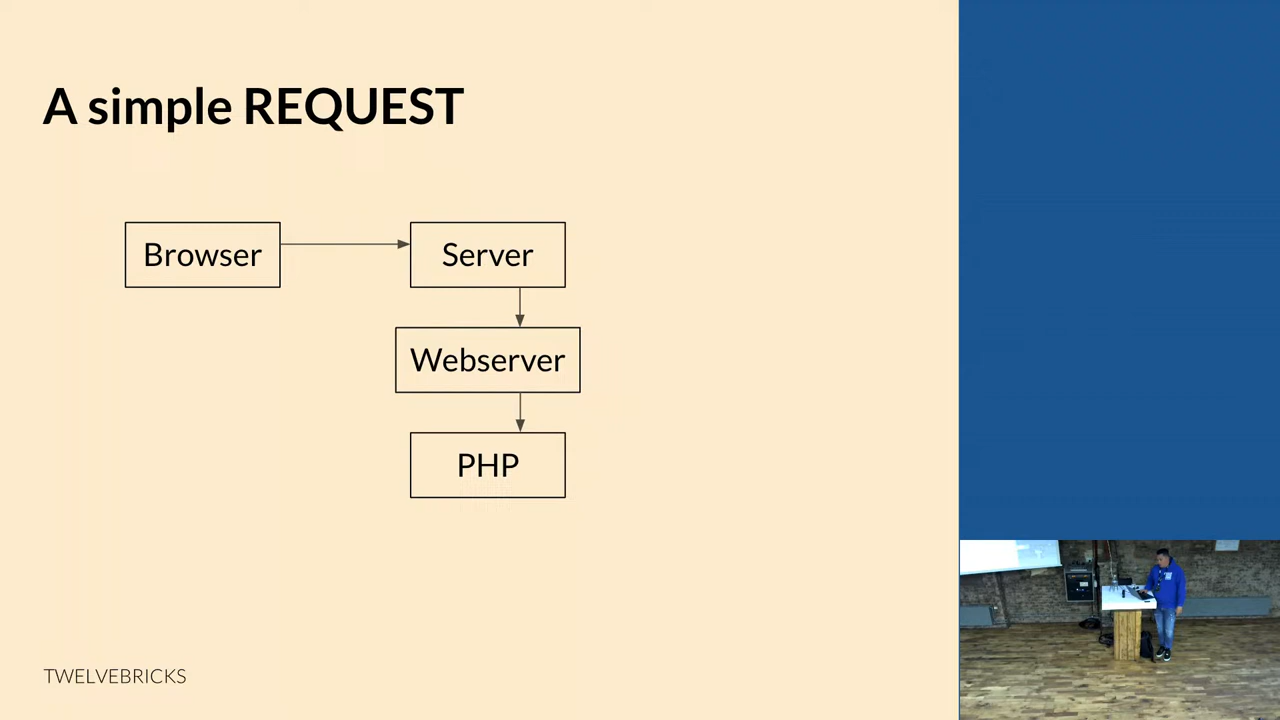 A simple REQUEST
Browser
Server
Webserver
PHP
TWELVEBRICKS